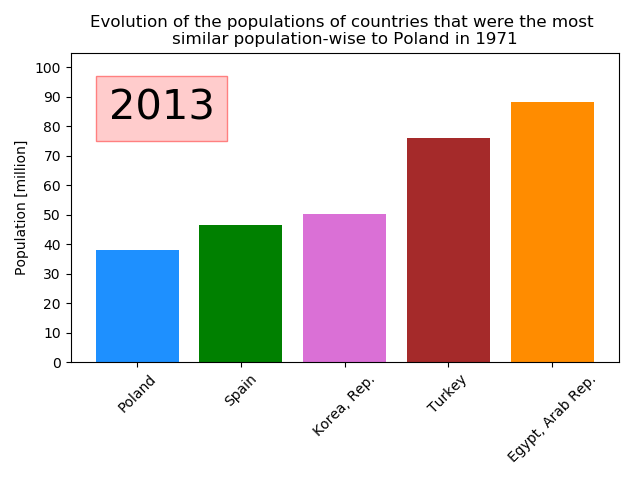 Evolution of the populations of countries that were the most
similar population-wise to Poland in 1971
2013
Population [million]
100
90
80
70
60
50
40
30
20
10
0
Poland
Spain
Korea, Rep.
Turkey
Egypt, Arab Rep.